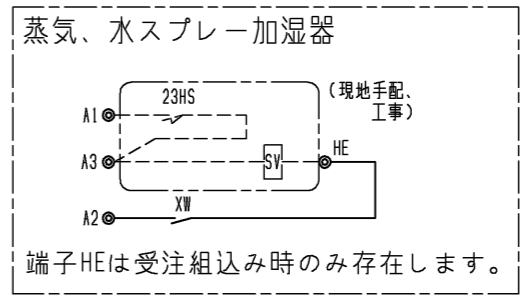 蒸気、水スプレー加湿器
23HS
(現地手配、
工事)
A1
A3
SV
HE
A2
XW
端子HEは受注組込み時のみ存在します。